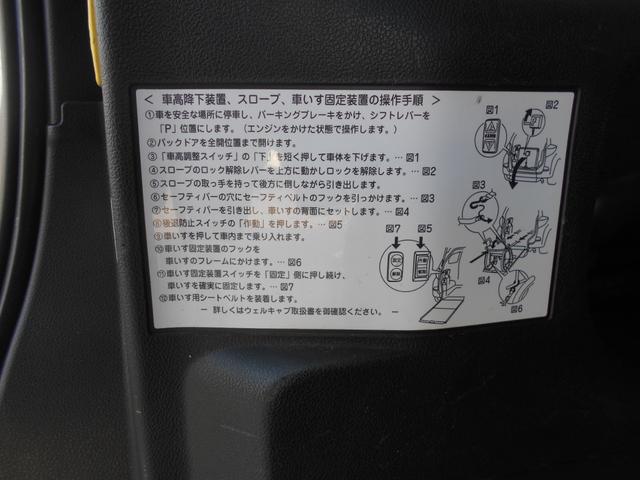 ＜ 車高降下装置、スロープ、車いす固定装置の操作手順 ＞
①車を安全な場所に停車し、パーキングブレーキをかけ、シフトレバーを
「P」位置にします。(エンジンをかけた状態で操作します。)
②バックドアを全開位置まで開けます。
③「車高調整スイッチ」の「下」を短く押して車体を下げます。… 図1
④スロープのロック解除レバーを上方に動かしロックを解除します。… 図2
⑤スロープの取っ手を持って後方に倒しながら引き出します。
⑥セーフティバーの穴にセーフティベルトのフックを引っかけます。… 図3
⑦セーフティバーを引き出し、車いすの背面にセットします。… 図4
⑧後退防止スイッチの「作動」を押します。… 図5
⑨車いすを押して車内まで乗り入れます。
⑩車いす固定装置のフックを
車いすのフレームにかけます。… 図6
⑪車いす固定装置スイッチを「固定」側に押し続け、
車いすを確実に固定します。… 図7
⑫車いす用シートベルトを装着します。
― 詳しくはウェルキャブ取扱書を御確認ください。―
図1
図2
図3
図7 図5
固定
解除
作動
図4
図6